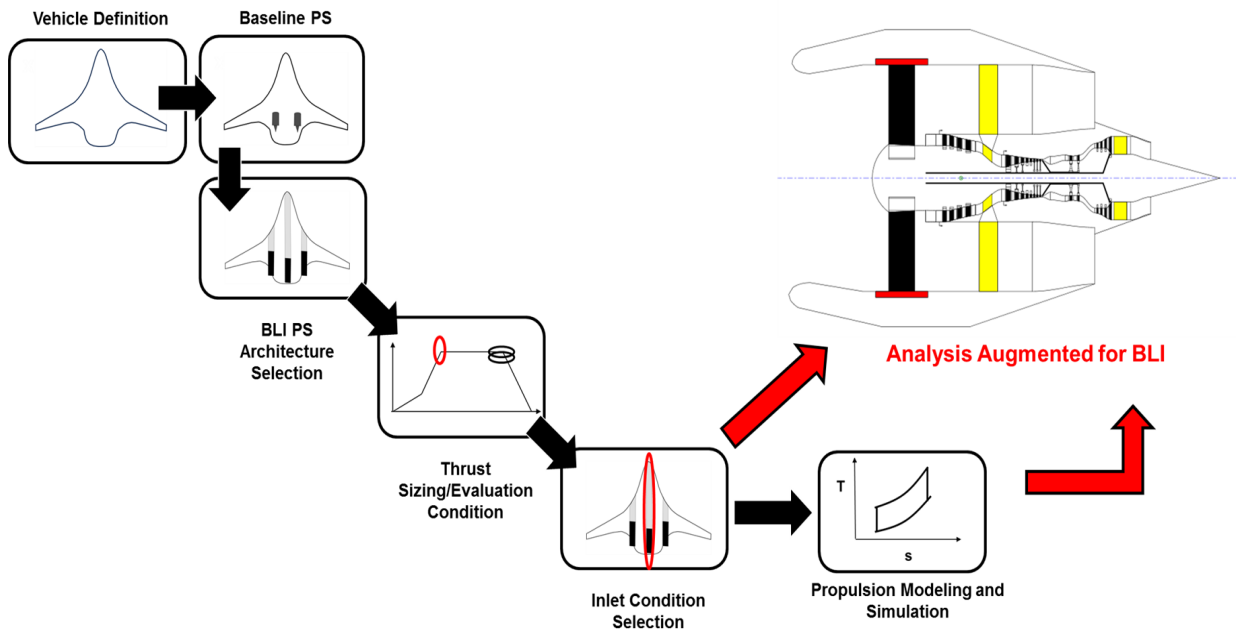 Vehicle Definition
Baseline PS
BLI PS
Architecture
Selection
Thrust
Sizing/Evaluation
Condition
Inlet Condition
Selection
T
s
Propulsion Modeling and
Simulation
Analysis Augmented for BLI